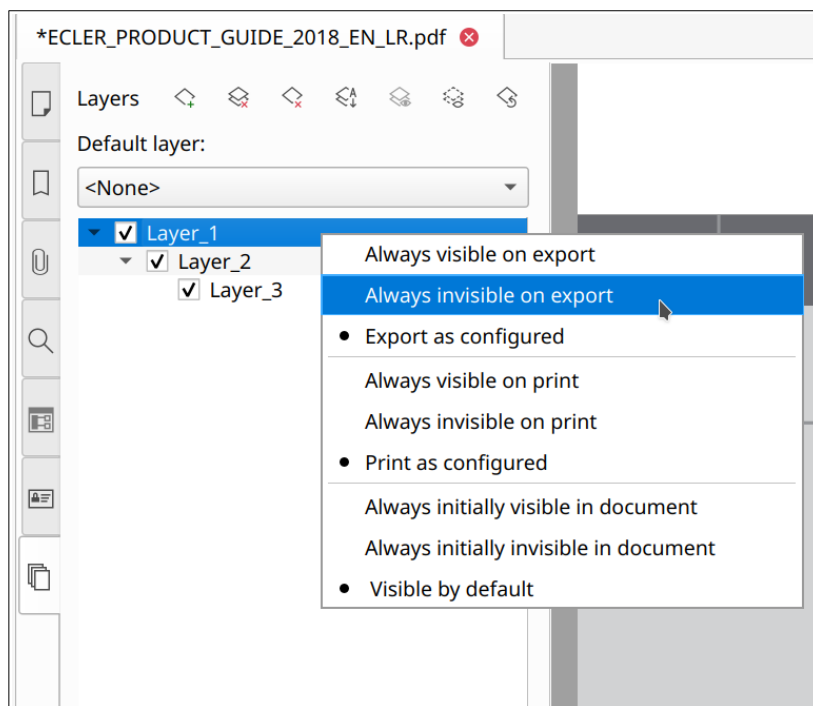 *ECLER_PRODUCT_GUIDE_2018_EN_LR.pdf
Layers
Default layer:
<None>
Layer_1
Layer_2
Layer_3
Always visible on export
Always invisible on export
Export as configured
Always visible on print
Always invisible on print
Print as configured
Always initially visible in document
Always initially invisible in document
Visible by default